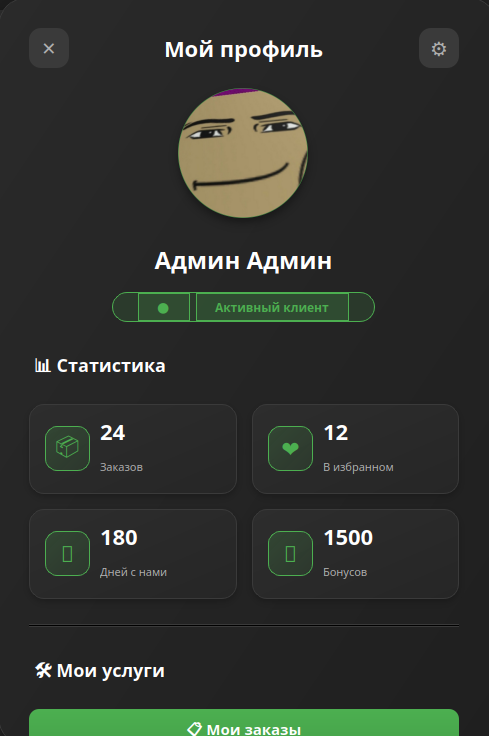 Мой профиль
Админ Админ
Активный клиент
Статистика
24
Заказов
12
В избранном
180
Дней с нами
1500
Бонусов
Мои услуги
Мои заказы